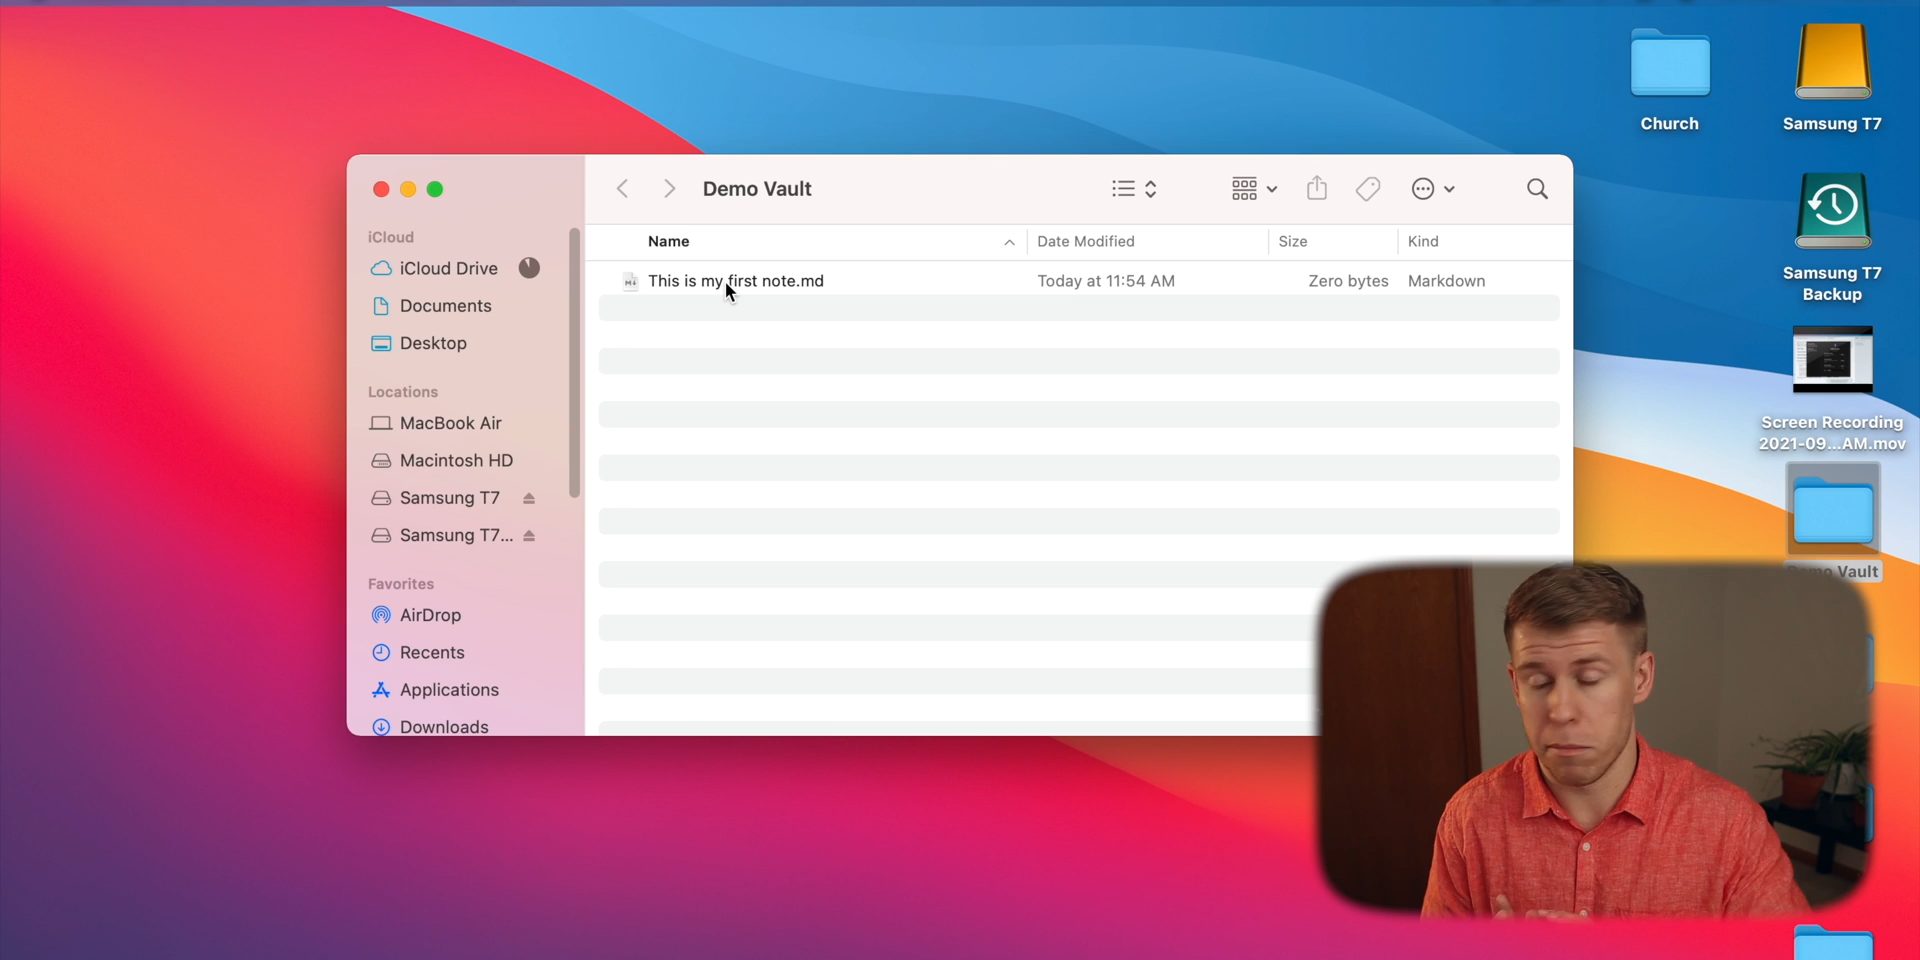 Demo Vault
iCloud
iCloud Drive
Documents
Desktop
Locations
MacBook Air
Macintosh HD
Samsung T7
Samsung T7...
Favorites
AirDrop
Recents
Applications
Downloads
Name
Date Modified
Size
Kind
This is my first note.md
Today at 11:54 AM
Zero bytes
Markdown
Church
Samsung T7
Samsung T7
Backup
Screen Recording
2021-09...AM.mov
Demo Vault